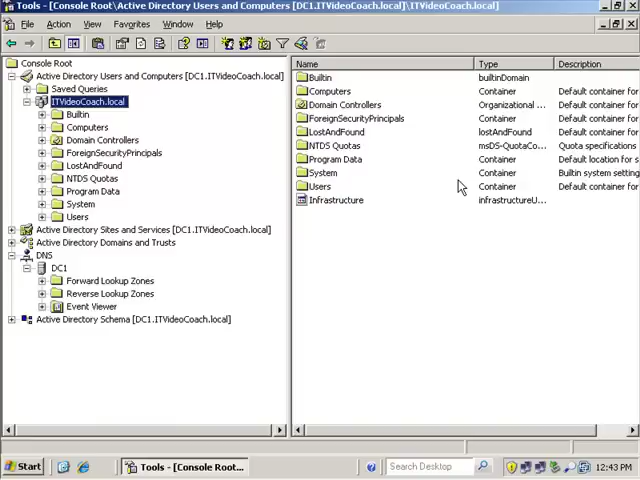 Tools - [Console Root\Active Directory Users and Computers [DC1.ITVideoCoach.local]\ITVideoCoach.local]
File Action View Favorites Window Help
Console Root
Active Directory Users and Computers [DC1.ITVideoCoach.local]
Saved Queries
ITVideoCoach.local
Builtin
Computers
Domain Controllers
ForeignSecurityPrincipals
LostAndFound
NTDS Quotas
Program Data
System
Users
Active Directory Sites and Services [DC1.ITVideoCoach.local]
Active Directory Domains and Trusts
DNS
DC1
Forward Lookup Zones
Reverse Lookup Zones
Event Viewer
Active Directory Schema [DC1.ITVideoCoach.local]
Name Type Description
Builtin builtinDomain
Computers Container Default container for
Domain Controllers Organizational ... Default container for
ForeignSecurityPrincipals Container Default container for
LostAndFound lostAndFound Default container for
NTDS Quotas msDS-QuotaCo... Quota specifications
Program Data Container Default location for s
System Container Builtin system setting
Users Container Default container for
Infrastructure infrastructureU...
Start Tools - [Console Root... Search Desktop 12:43 PM